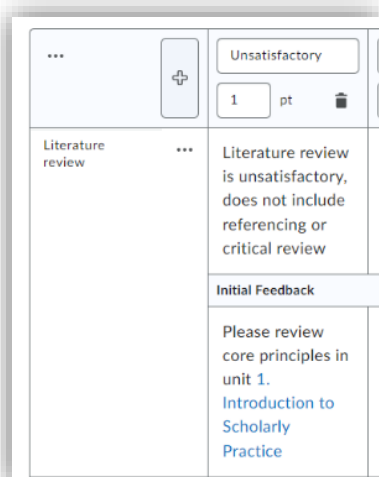 ...
Unsatisfactory
1 pt
Literature
review
...
Literature review
is unsatisfactory,
does not include
referencing or
critical review
Initial Feedback
Please review
core principles in
unit 1.
Introduction to
Scholarly
Practice